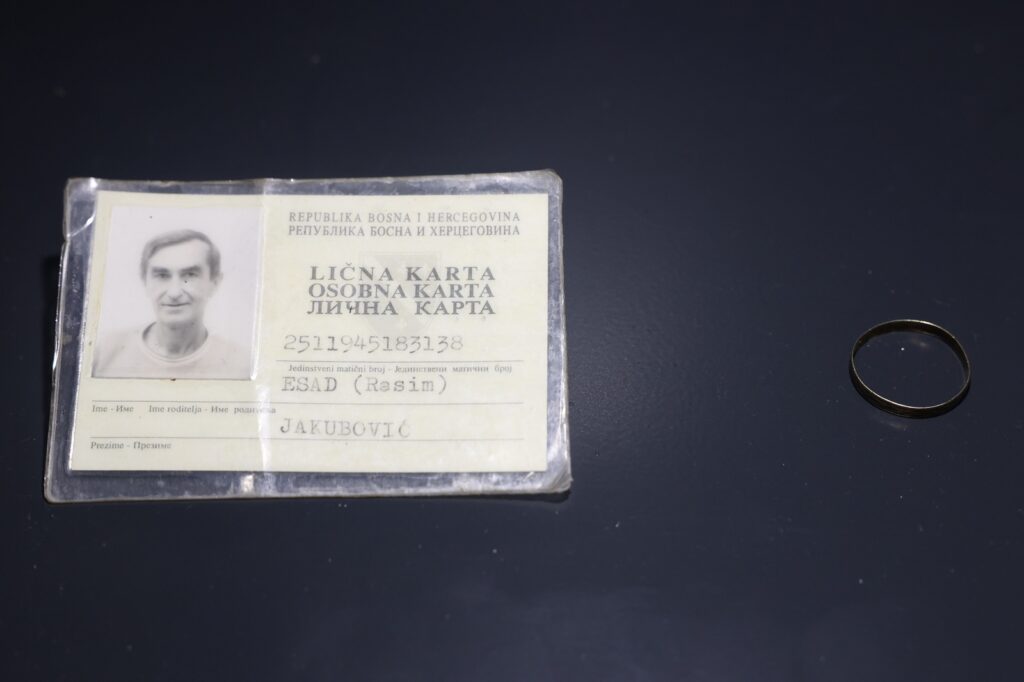 REPUBLIKA BOSNA I HERCEGOVINA
РЕПУБЛИКА БОСНА И ХЕРЦЕГОВИНА
LIČNA KARTA
OSOBNA KARTA
ЛИЧНА КАРТА
2511945183138
Jedinstveni matični broj - Јединствени матични број
ESAD (Rasim)
Ime - Име Ime roditelja - Име родитеља
JAKUBOVIĆ
Prezime - Презиме